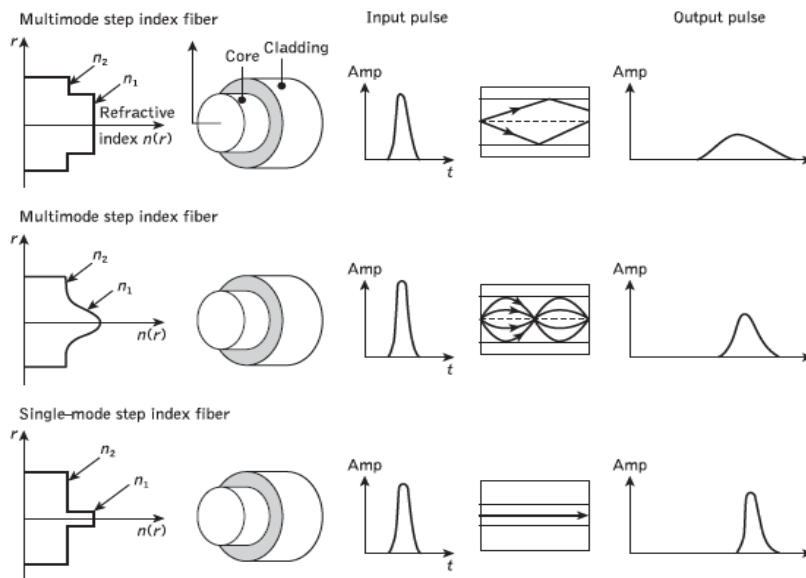 Multimode step index fiber
Input pulse
Output pulse
r
n2
n1
Refractive
index n(r)
Core
Cladding
Amp
t
Amp
t
Multimode step index fiber
r
n2
n1
n(r)
Amp
t
Amp
t
Single–mode step index fiber
r
n2
n1
n(r)
Amp
t
Amp
t